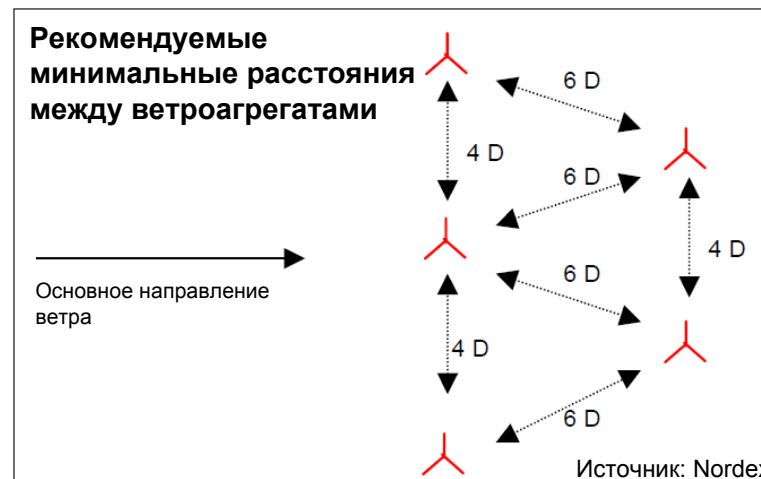 Рекомендуемые
минимальные расстояния
между ветроагрегатами
6 D
4 D
6 D
4 D
Основное направление
ветра
6 D
4 D
6 D
Источник: Nordex